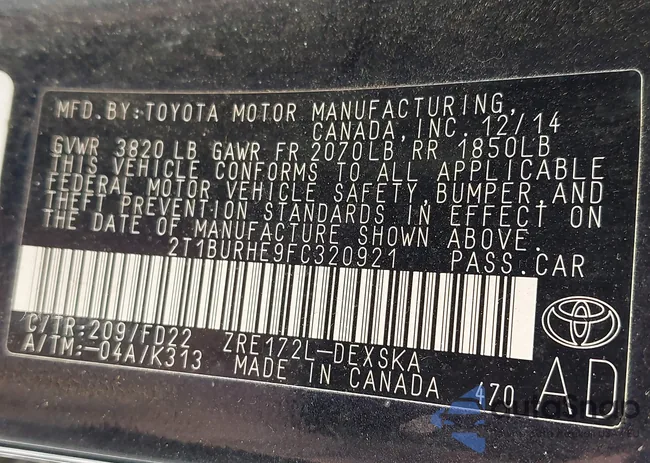 MFD.BY:TOYOTA MOTOR MANUFACTURING,
CANADA,INC. 12/14
GVWR 3820 LB GAWR FR 2070LB RR 1850LB
THIS VEHICLE CONFORMS TO ALL APPLICABLE
FEDERAL MOTOR VEHICLE SAFETY,BUMPER,AND
THEFT PREVENTION STANDARDS IN EFFECT ON
THE DATE OF MANUFACTURE SHOWN ABOVE.
2T1BURHE9FC320921 PASS.CAR
C/TR:209/FD22 ZRE172L-DEXSKA
A/TM:-04A/K313 MADE IN CANADA 470 AD
autoSnap